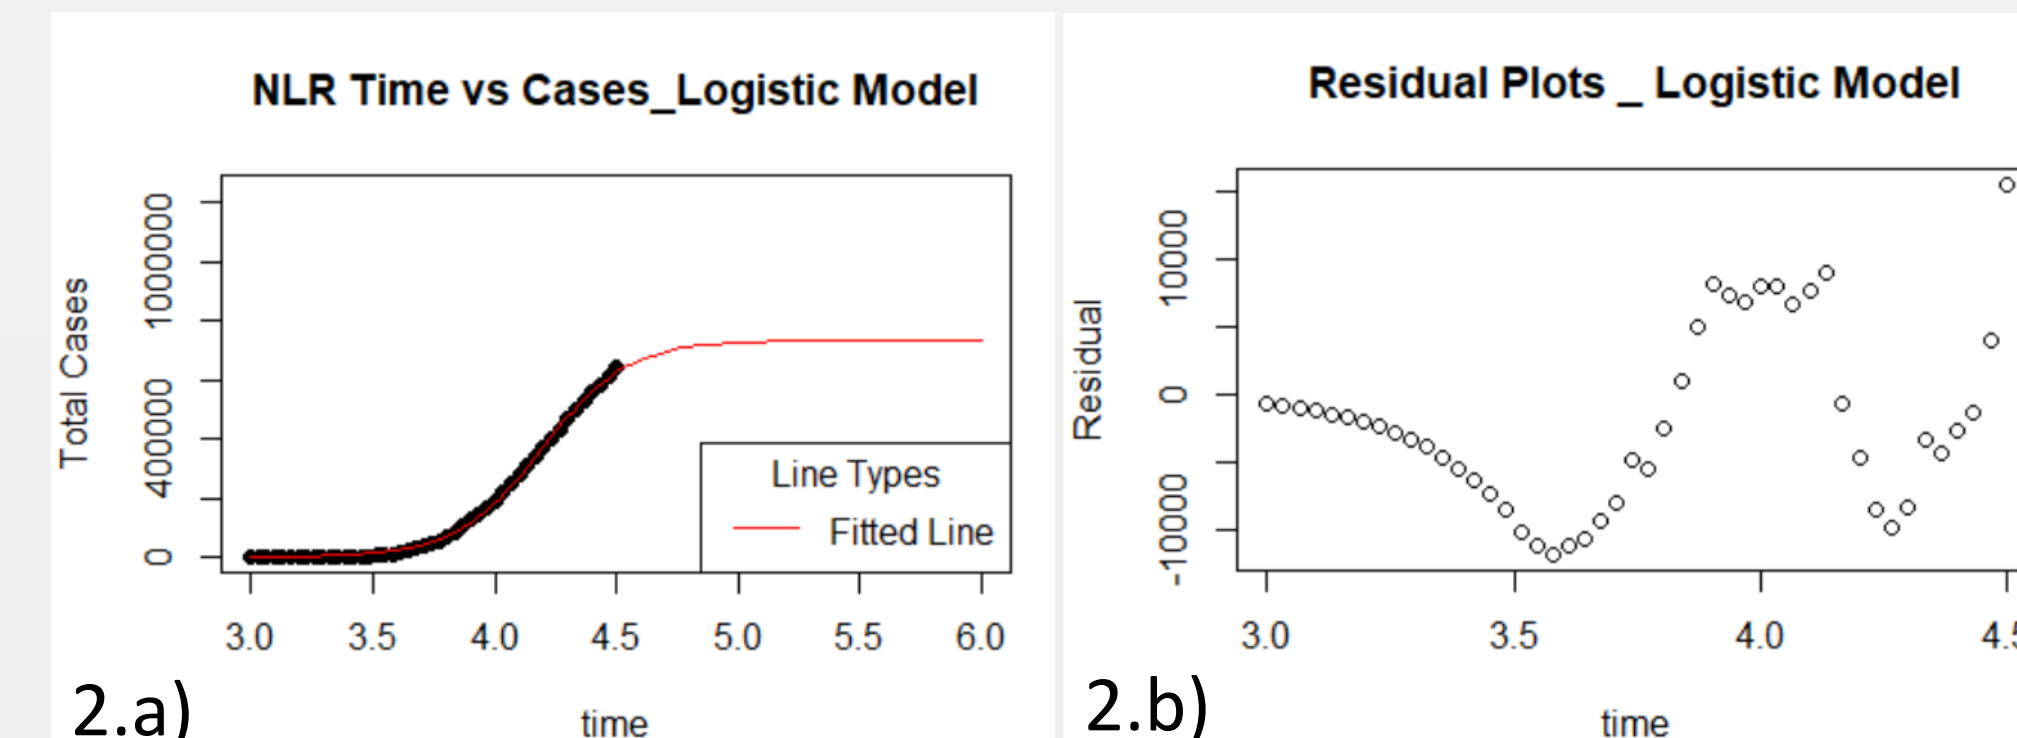 NLR Time vs Cases_Logistic Model
Total Cases
0
400000
1000000
3.0 3.5 4.0 4.5 5.0 5.5 6.0
time
Line Types
Fitted Line
2.a)
Residual Plots _ Logistic Model
Residual
-10000
0
10000
3.0 3.5 4.0
time
2.b)